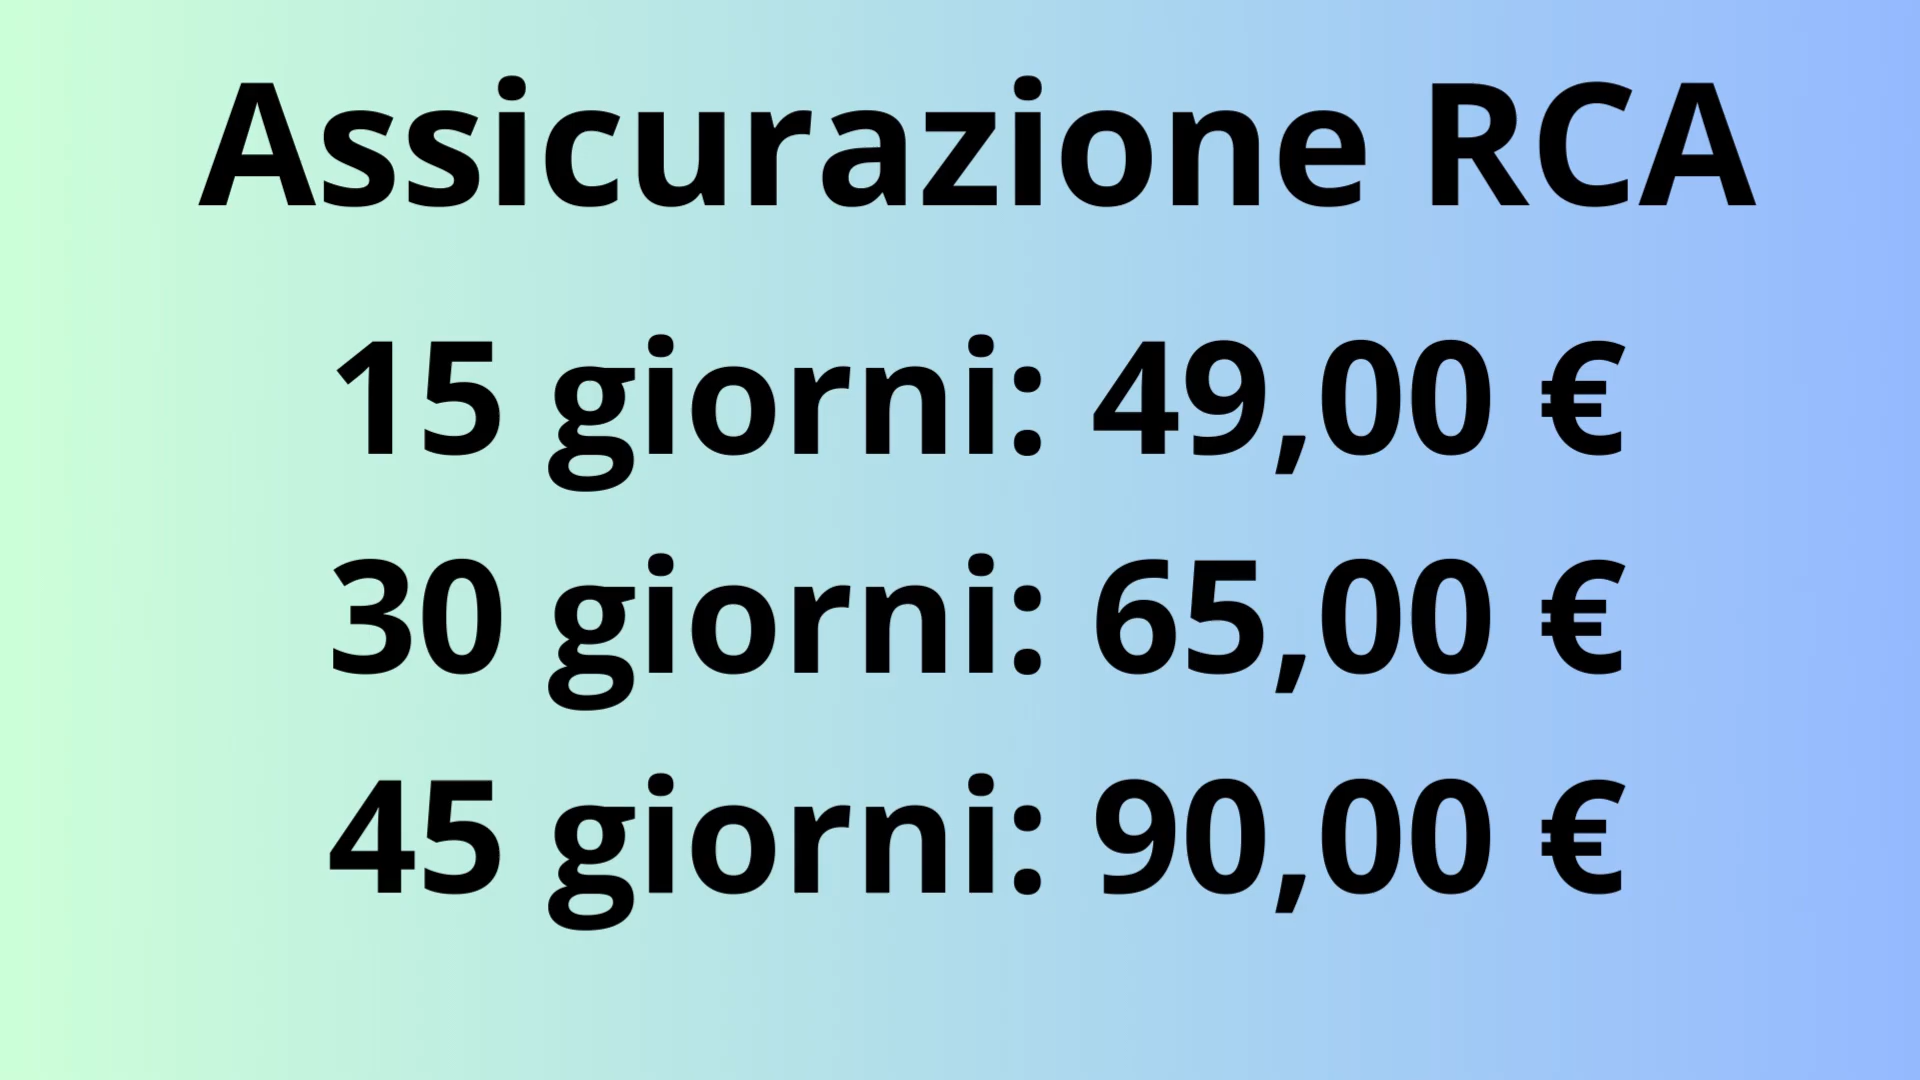 Assicurazione RCA
15 giorni: 49,00 €
30 giorni: 65,00 €
45 giorni: 90,00 €